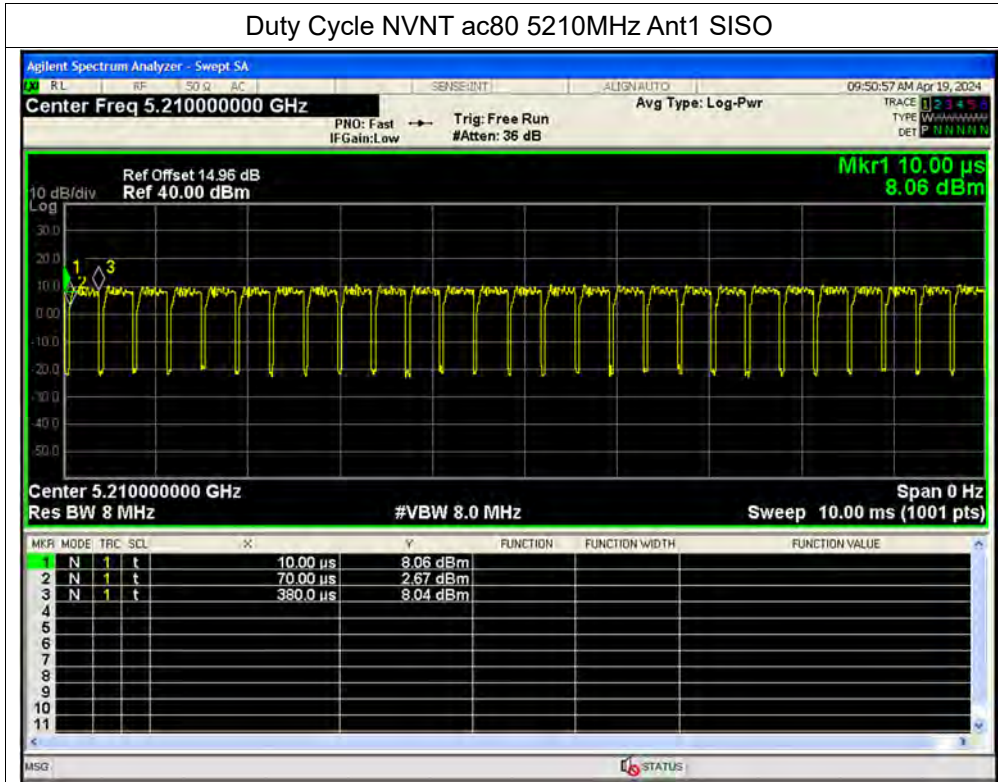 Duty Cycle NVNT ac80 5210MHz Ant1 SISO
Agilent Spectrum Analyzer - Swept SA
LXI RL RF 50 Ω AC SENSE:INT ALIGN AUTO 09:50:57 AM Apr 19, 2024
Center Freq 5.210000000 GHz Avg Type: Log-Pwr TRACE 1 2 3 4 5 6
PNO: Fast Trig: Free Run TYPE W
IFGain:Low #Atten: 36 dB DET P N N N N N
Mkr1 10.00 µs
8.06 dBm
Ref Offset 14.96 dB
10 dB/div Ref 40.00 dBm
Log
30.0
20.0
10.0
0.00
-10.0
-20.0
-30.0
-40.0
-50.0
1
2
3
Center 5.210000000 GHz Span 0 Hz
Res BW 8 MHz #VBW 8.0 MHz Sweep 10.00 ms (1001 pts)
MKR MODE TRC SCL X Y FUNCTION FUNCTION WIDTH FUNCTION VALUE
1 N 1 t 10.00 µs 8.06 dBm
2 N 1 t 70.00 µs 2.67 dBm
3 N 1 t 380.0 µs 8.04 dBm
4
5
6
7
8
9
10
11
MSG STATUS